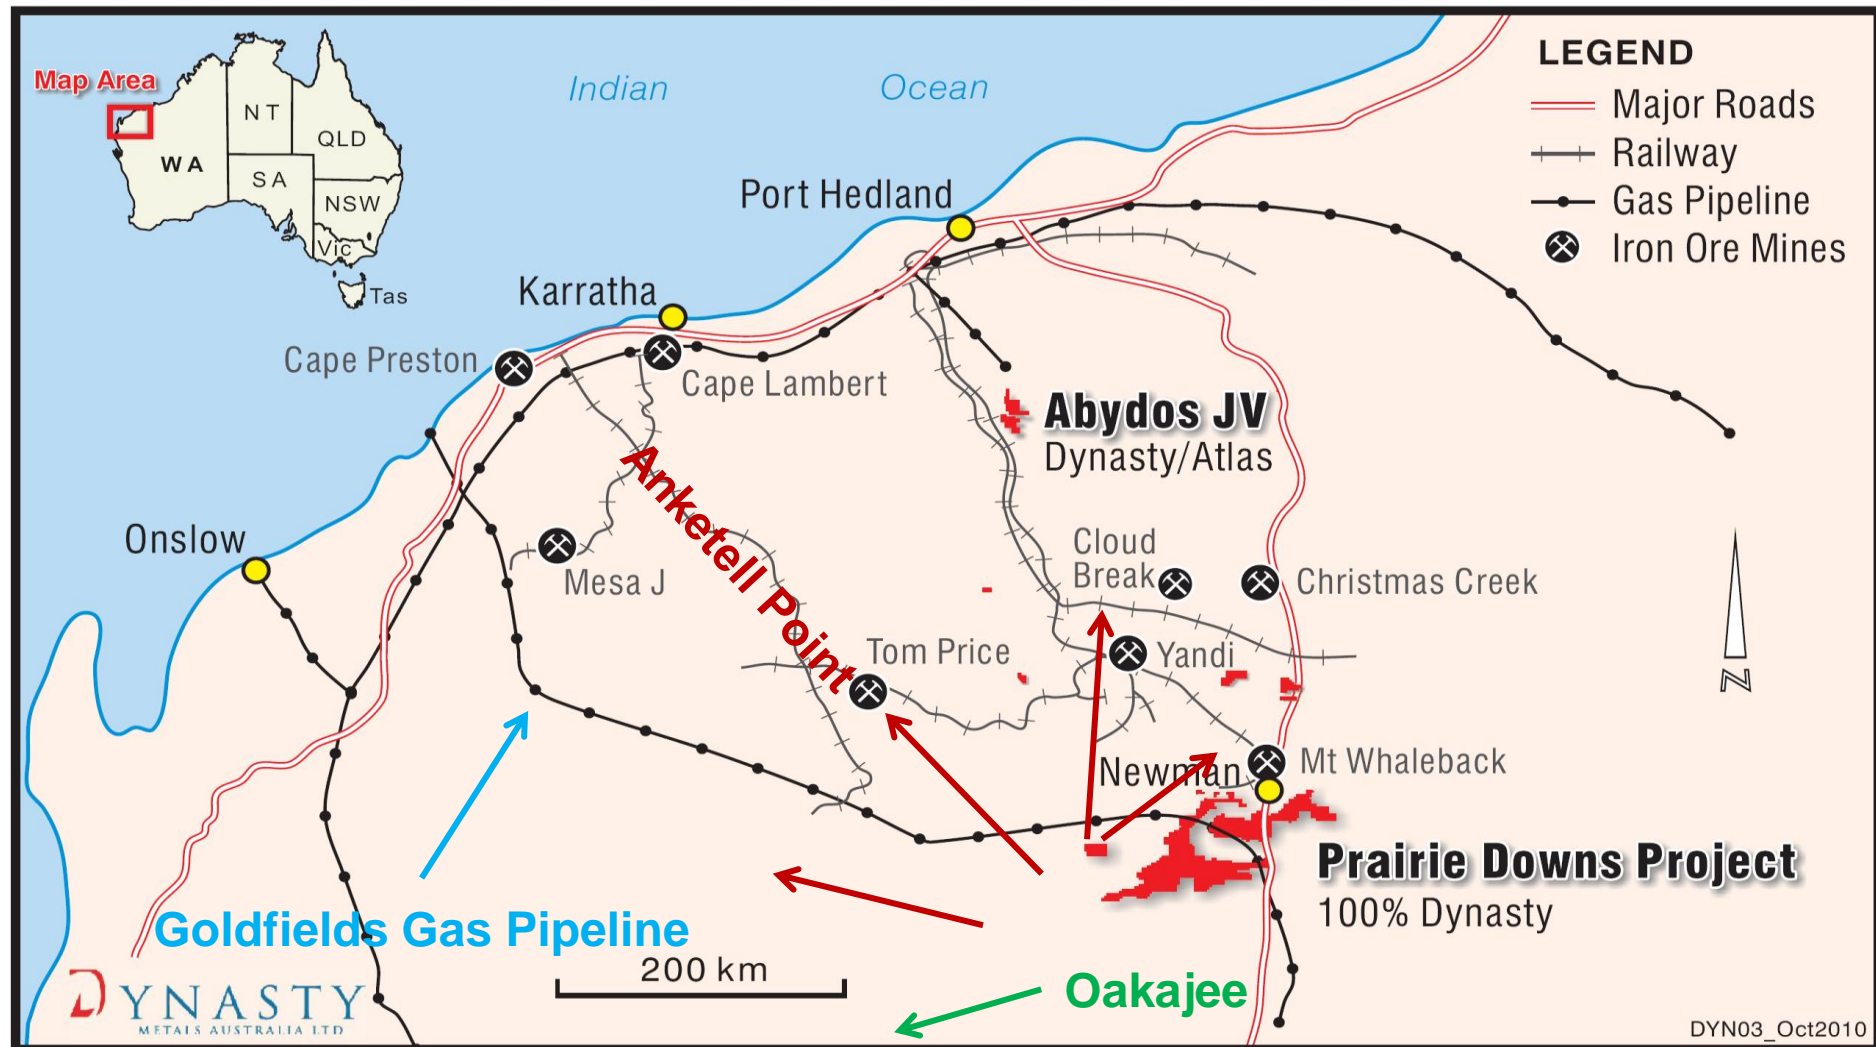 Map Area
NT
QLD
WA
SA
NSW
Vic
Tas
Indian Ocean
LEGEND
Major Roads
Railway
Gas Pipeline
Iron Ore Mines
Port Hedland
Karratha
Cape Preston
Cape Lambert
Abydos JV
Dynasty/Atlas
Anketell Point
Onslow
Mesa J
Cloud
Break
Christmas Creek
Tom Price
Yandi
Newman
Mt Whaleback
Prairie Downs Project
100% Dynasty
Goldfields Gas Pipeline
200 km
Oakajee
N
DYNASTY
METALS AUSTRALIA LTD
DYN03_Oct2010